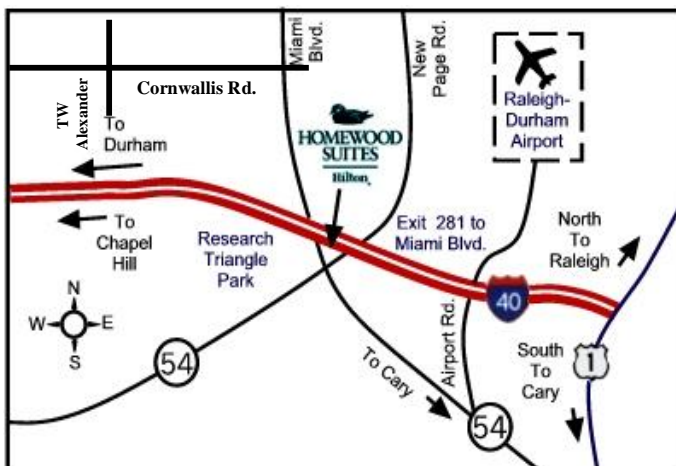 Miami
Blvd.
New
Page Rd.
TW
Alexander
Cornwallis Rd.
To
Durham
HOMEWOOD
SUITES
Hilton
Raleigh-
Durham
Airport
To
Chapel
Hill
Research
Triangle
Park
Exit 281 to
Miami Blvd.
North
To
Raleigh
40
N
W
E
S
54
To Cary
Airport Rd.
54
South
To
Cary
1